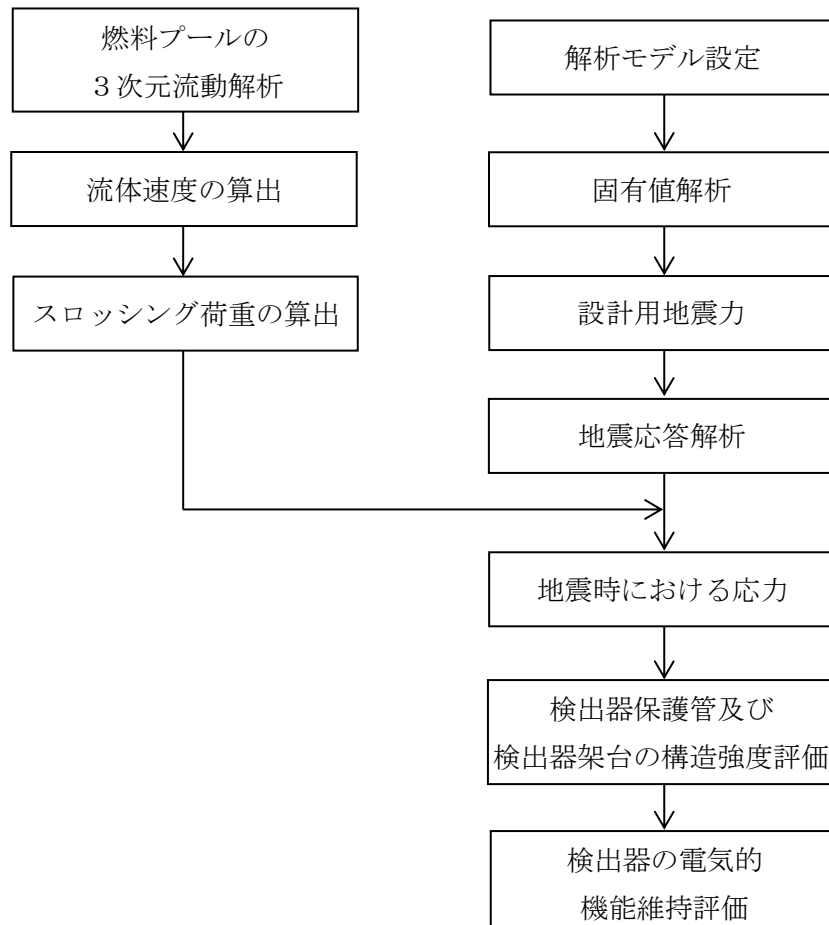 燃料プールの
３次元流動解析
流体速度の算出
スロッシング荷重の算出
解析モデル設定
固有値解析
設計用地震力
地震応答解析
地震時における応力
検出器保護管及び
検出器架台の構造強度評価
検出器の電気的
機能維持評価